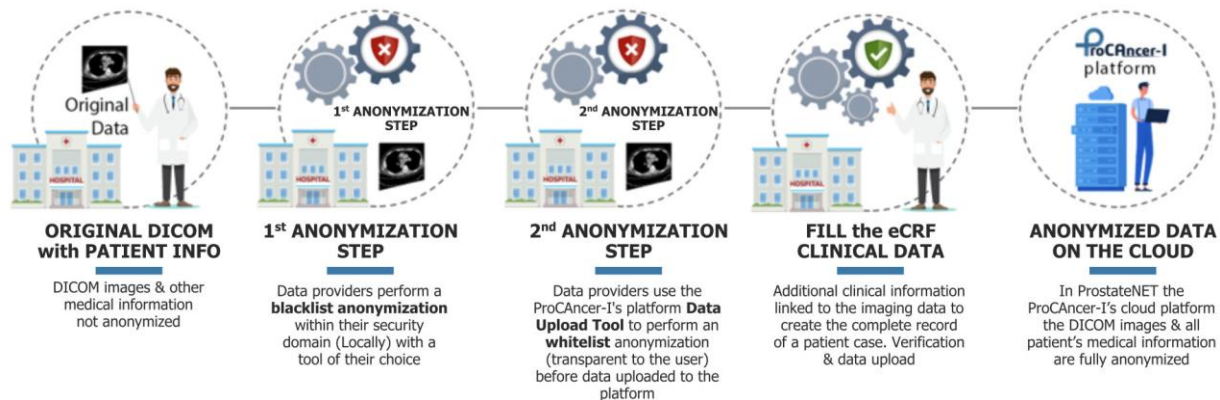 Original
Data
HOSPITAL
ORIGINAL DICOM
with PATIENT INFO
DICOM images & other
medical information
not anonymized
1st ANONYMIZATION
STEP
HOSPITAL
1st ANONYMIZATION
STEP
Data providers perform a
blacklist anonymization
within their security
domain (Locally) with a
tool of their choice
2nd ANONYMIZATION
STEP
HOSPITAL
2nd ANONYMIZATION
STEP
Data providers use the
ProCAncer-I's platform Data
Upload Tool to perform an
whitelist anonymization
(transparent to the user)
before data uploaded to the
platform
HOSPITAL
FILL the eCRF
CLINICAL DATA
Additional clinical information
linked to the imaging data to
create the complete record
of a patient case. Verification
& data upload
ProCAncer-I
platform
ANONYMIZED DATA
ON THE CLOUD
In ProstateNET the
ProCAncer-I’s cloud platform
the DICOM images & all
patient’s medical information
are fully anonymized